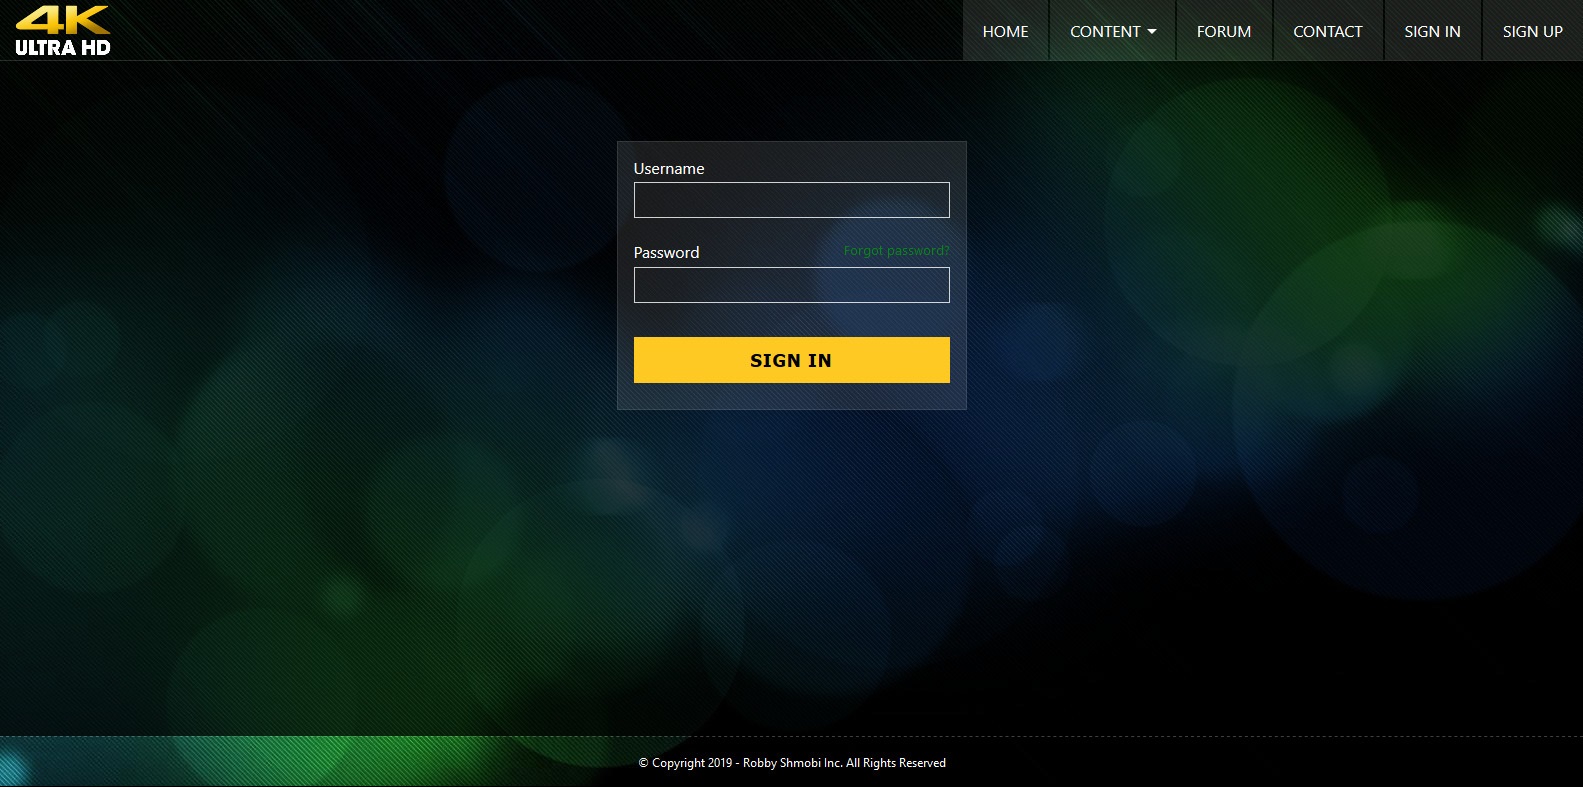 4K
ULTRA HD
HOME CONTENT FORUM CONTACT SIGN IN SIGN UP
Username
Password Forgot password?
SIGN IN
© Copyright 2019 - Robby Shmobi Inc. All Rights Reserved